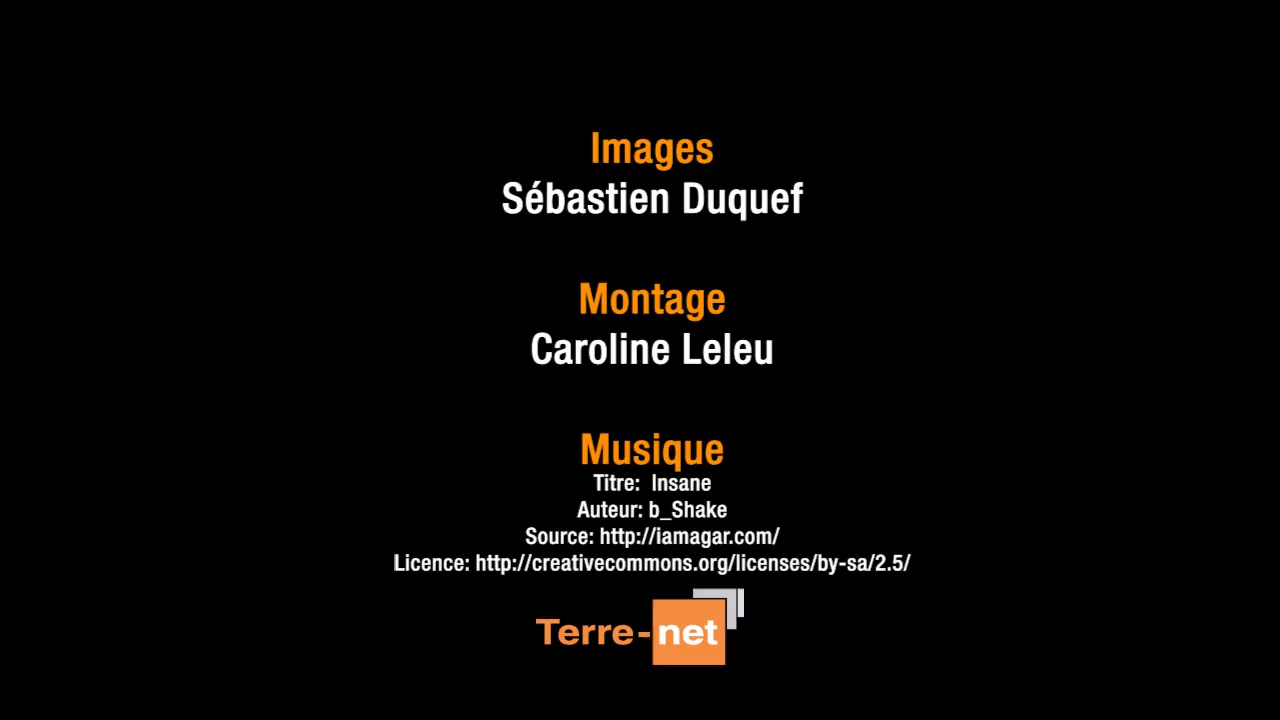 Images
Sébastien Duquef
Montage
Caroline Leleu
Musique
Titre:  Insane
Auteur: b_Shake
Source: http://iamagar.com/
Licence: http://creativecommons.org/licenses/by-sa/2.5/
Terre-net